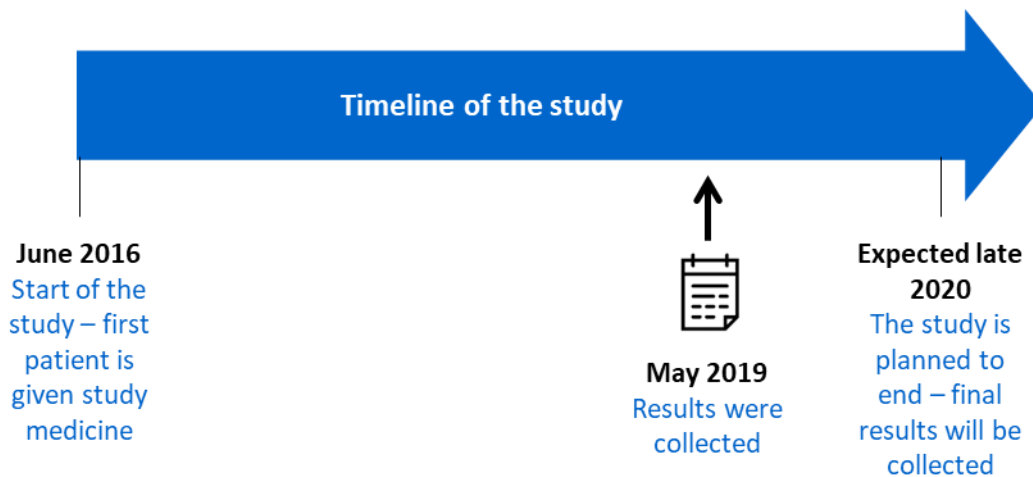 Timeline of the study
June 2016
Start of the
study – first
patient is
given study
medicine
May 2019
Results were
collected
Expected late
2020
The study is
planned to
end – final
results will be
collected